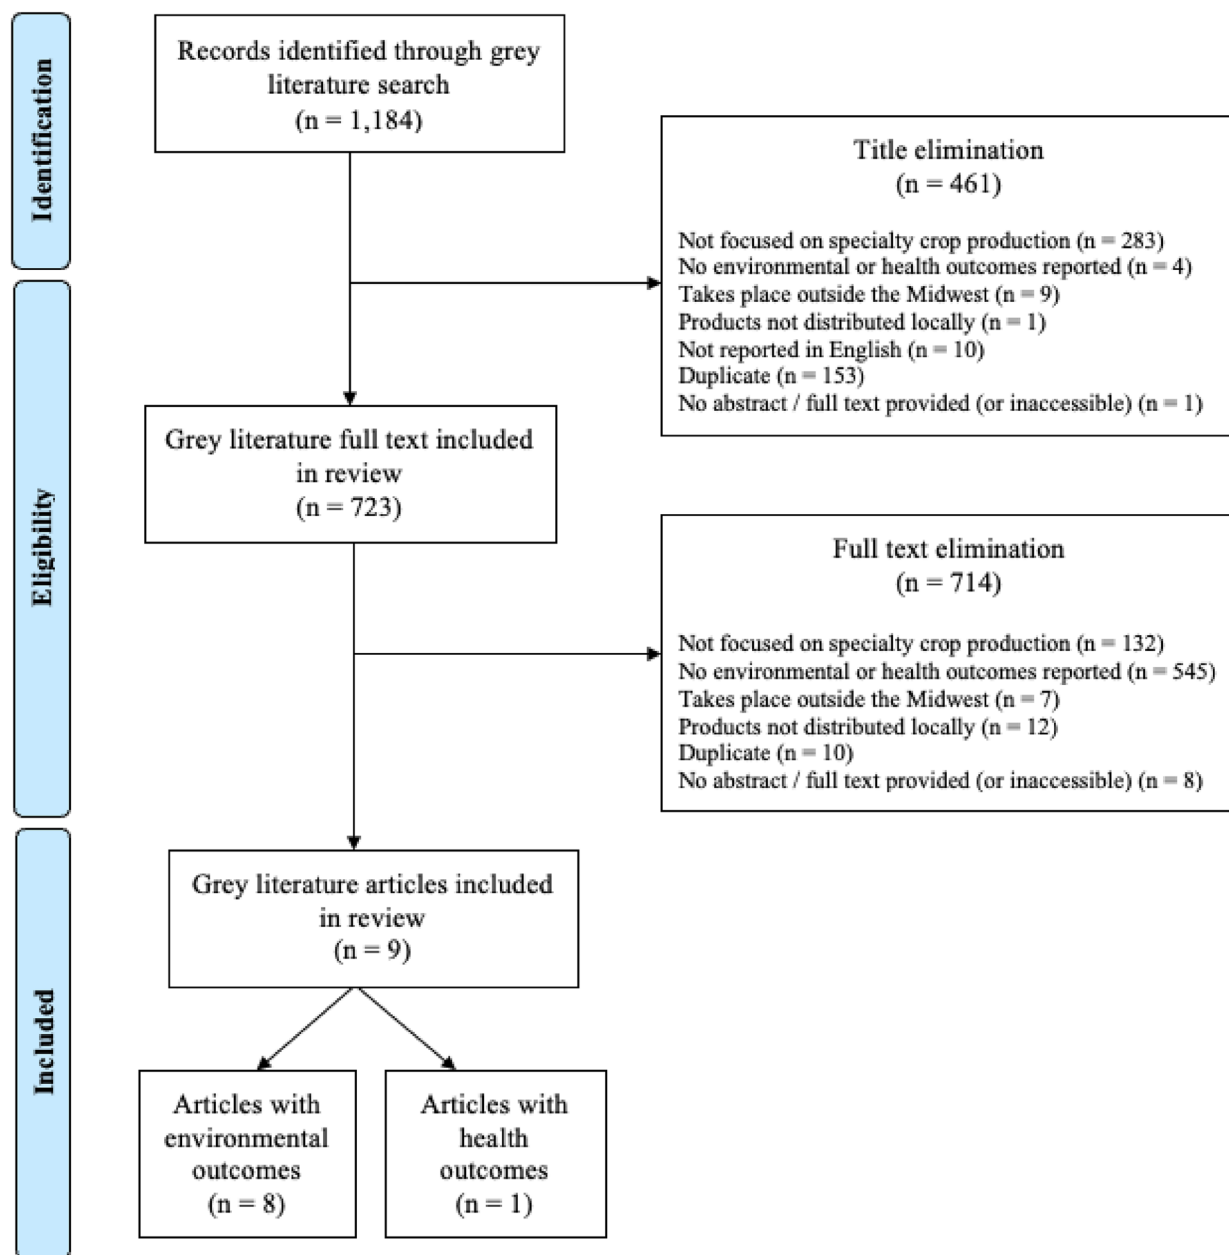 Identification
Records identified through grey
literature search
(n = 1,184)
Title elimination
(n = 461)
Not focused on specialty crop production (n = 283)
No environmental or health outcomes reported (n = 4)
Takes place outside the Midwest (n = 9)
Products not distributed locally (n = 1)
Not reported in English (n = 10)
Duplicate (n = 153)
No abstract / full text provided (or inaccessible) (n = 1)
Eligibility
Grey literature full text included
in review
(n = 723)
Full text elimination
(n = 714)
Not focused on specialty crop production (n = 132)
No environmental or health outcomes reported (n = 545)
Takes place outside the Midwest (n = 7)
Products not distributed locally (n = 12)
Duplicate (n = 10)
No abstract / full text provided (or inaccessible) (n = 8)
Included
Grey literature articles included
in review
(n = 9)
Articles with
environmental
outcomes
(n = 8)
Articles with
health
outcomes
(n = 1)